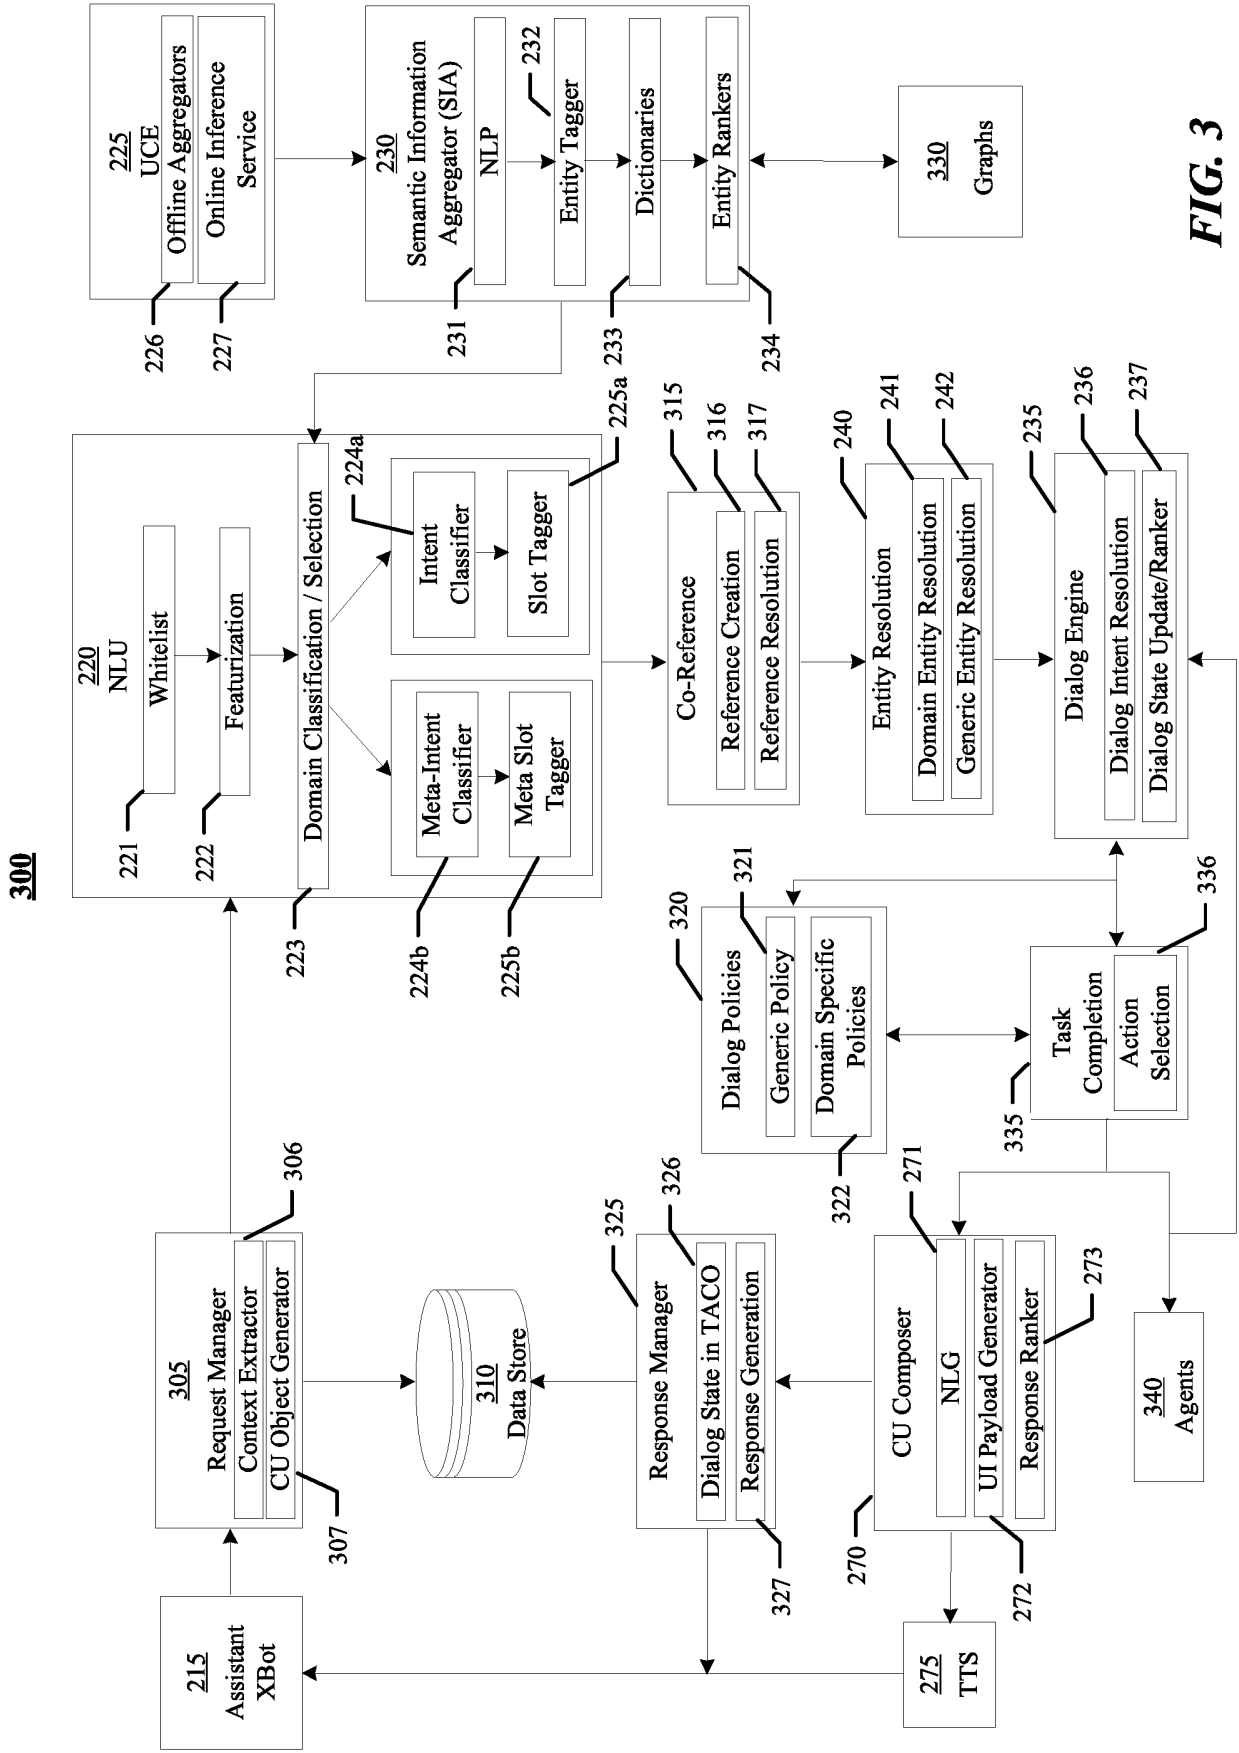 300
215
Assistant
XBot
305
Request Manager
Context Extractor
CU Object Generator
306
307
310
Data Store
220
NLU
Whitelist
221
Featurization
222
Domain Classification / Selection
223
Meta-Intent
Classifier
224b
Meta Slot
Tagger
225b
Intent
Classifier
224a
Slot Tagger
225a
225
UCE
Offline Aggregators
Online Inference
Service
226
227
230
Semantic Information
Aggregator (SIA)
NLP
231
Entity Tagger
232
Dictionaries
233
Entity Rankers
234
330
Graphs
Co-Reference
315
Reference Creation
316
Reference Resolution
317
Entity Resolution
240
Domain Entity Resolution
241
Generic Entity Resolution
242
Dialog Engine
235
Dialog Intent Resolution
236
Dialog State Update/Ranker
237
Dialog Policies
320
Generic Policy
321
Domain Specific
Policies
322
Task
Completion
335
Action
Selection
336
Response Manager
325
Dialog State in TACO
326
Response Generation
327
CU Composer
270
NLG
271
UI Payload Generator
272
Response Ranker
273
275
TTS
340
Agents
FIG. 3